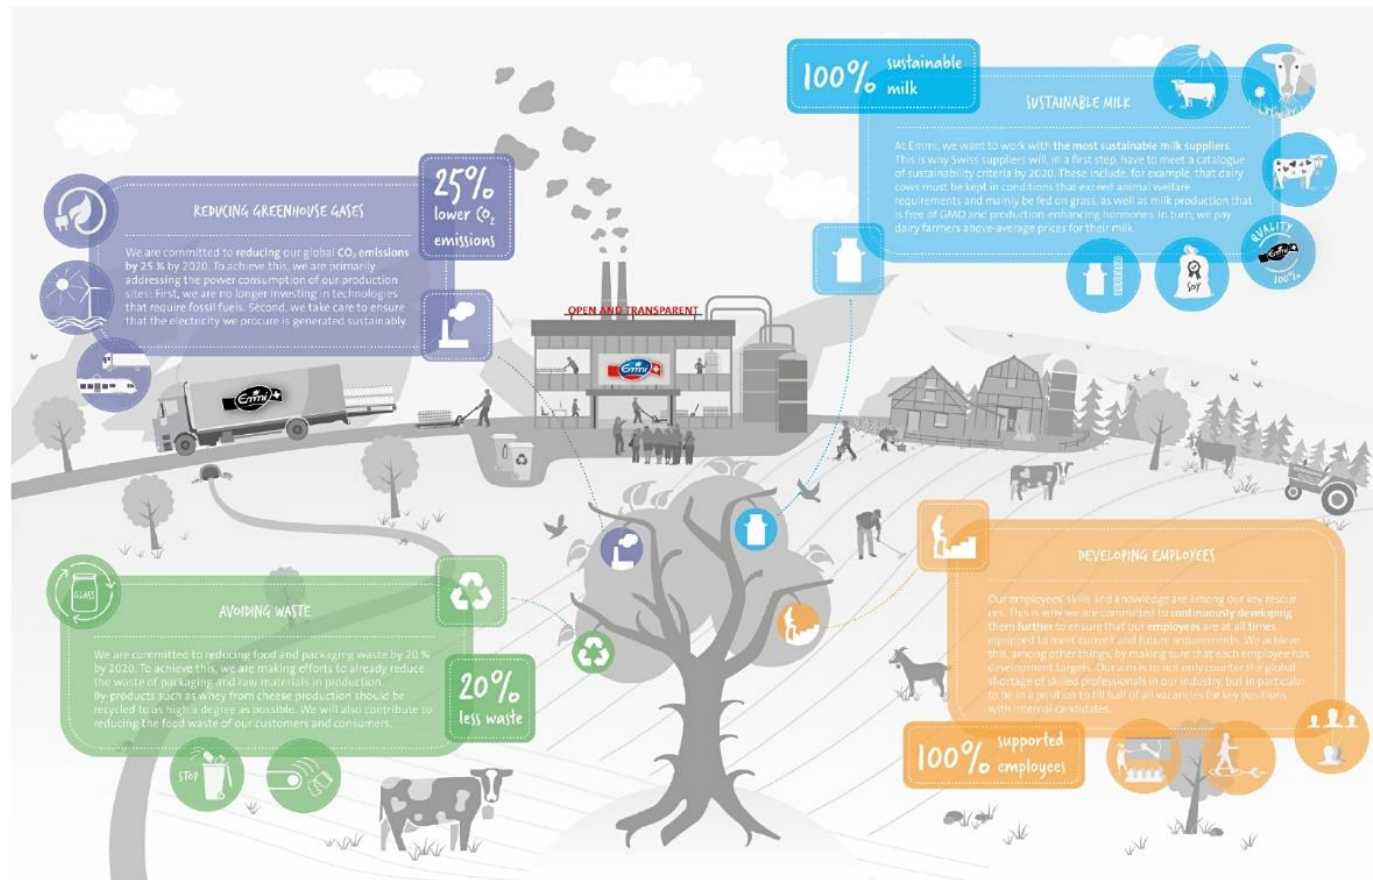 100% sustainable
milk
SUSTAINABLE MILK
At Emmi, we want to work with the most sustainable milk suppliers.
This is why Swiss suppliers will, in a first step, have to meet a catalogue
of sustainability criteria by 2020. These include, for example, that dairy
cows must be kept in conditions that exceed animal welfare
requirements and mainly be fed on grass, as well as milk production that
is free of GMO and production-enhancing hormones. In turn, we pay
dairy farmers above-average prices for their milk.
QUALITY
Emmi
100%
Soy
25%
lower CO₂
emissions
REDUCING GREENHOUSE GASES
We are committed to reducing our global CO₂ emissions
by 25 % by 2020. To achieve this, we are primarily
addressing the power consumption of our production
sites: First, we are no longer investing in technologies
that require fossil fuels. Second, we take care to ensure
that the electricity we procure is generated sustainably.
OPEN AND TRANSPARENT
Emmi
Emmi
GLASS
AVOIDING WASTE
We are committed to reducing food and packaging waste by 20 %
by 2020. To achieve this, we are making efforts to already reduce
the waste of packaging and raw materials in production.
By-products such as whey from cheese production should be
recycled to as high a degree as possible. We will also contribute to
reducing the food waste of our customers and consumers.
20%
less waste
STOP
DEVELOPING EMPLOYEES
Our employees' skills and knowledge are among our key resour
ces. This is why we are committed to continuously developing
them further to ensure that our employees are at all times
equipped to meet current and future requirements. We achieve
this, among other things, by making sure that each employee has
development targets. Our aim is to not only counter the global
shortage of skilled professionals in our industry, but in particular
to be in a position to fill half of all vacancies for key positions
with internal candidates.
100% supported
employees